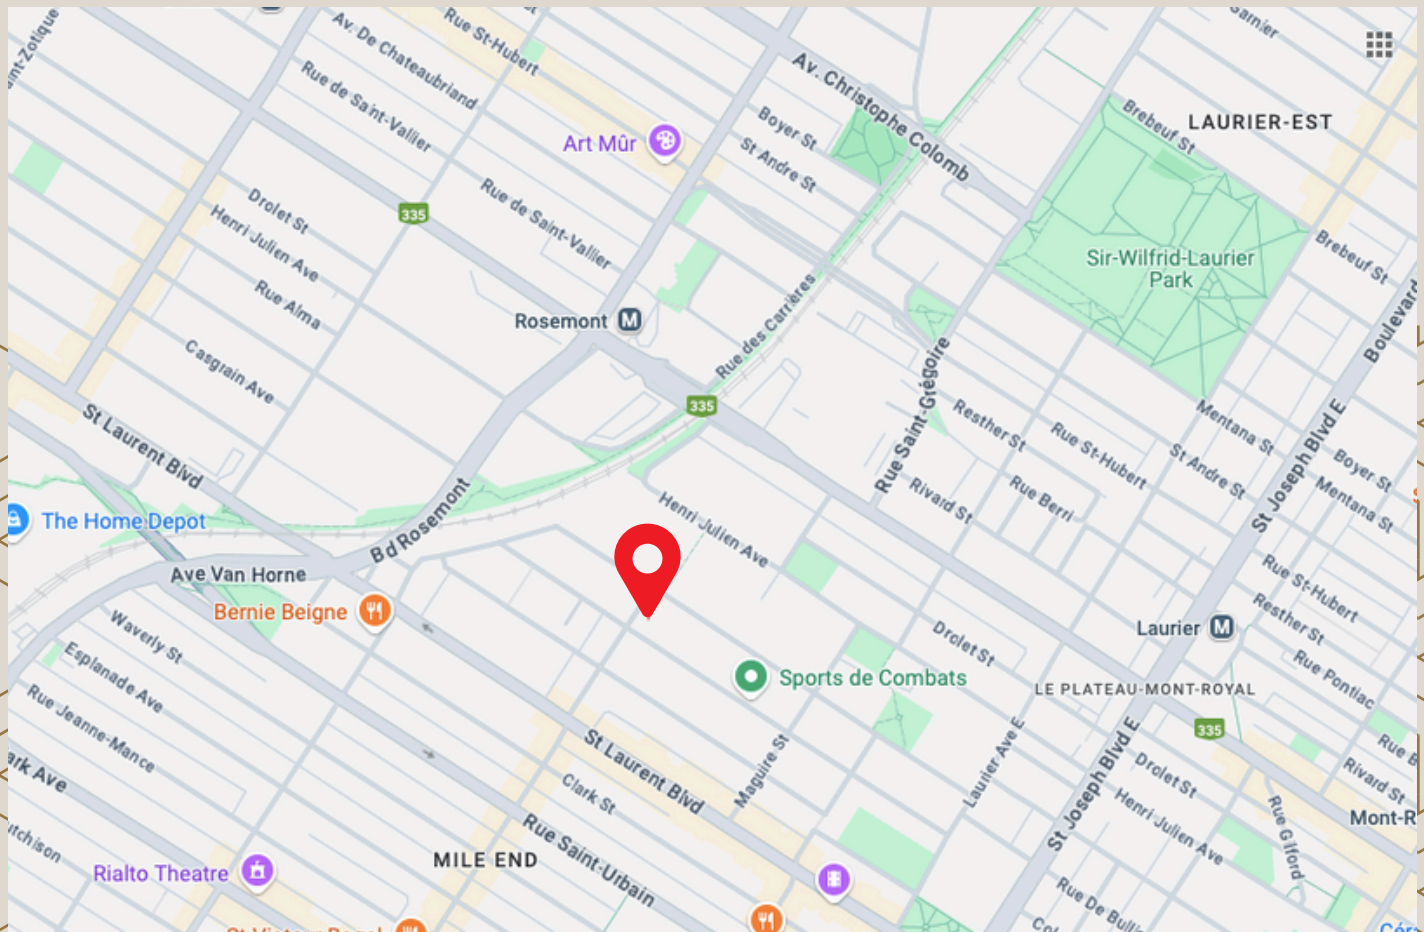 Garnier
Av. De Chateaubriand
Rue St-Hubert
Rue de Saint-Vallier
Av. Christophe Colomb
Boyer St
St Andre St
Brebeuf St
LAURIER-EST
Art Mûr
335
Rue de Saint-Vallier
Drolet St
Henri Julien Ave
Rue Alma
Casgrain Ave
Sir-Wilfrid-Laurier
Park
Brebeuf St
Boulevard
Rosemont
Rue des Carrières
335
Rue Saint-Grégoire
Resther St
Rue St-Hubert
Mentana St
St Andre St
Boyer St
Mentana St
St Joseph Blvd E
Rivard St
Rue Berri
St Laurent Blvd
The Home Depot
Bd Rosemont
Henri Julien Ave
Ave Van Horne
Bernie Beigne
Waverly St
Esplanade Ave
Rue Jeanne-Mance
Rue St-Hubert
Resther St
Rue Pontiac
Laurier
Drolet St
Sports de Combats
LE PLATEAU-MONT-ROYAL
335
St Laurent Blvd
Maguire St
Laurier Ave E
St Joseph Blvd E
Drolet St
Henri Julien Ave
Rivard St
Mont-R
Rue Gilford
Clark St
Rue Saint-Urbain
MILE END
Rialto Theatre
Rue De Bulli